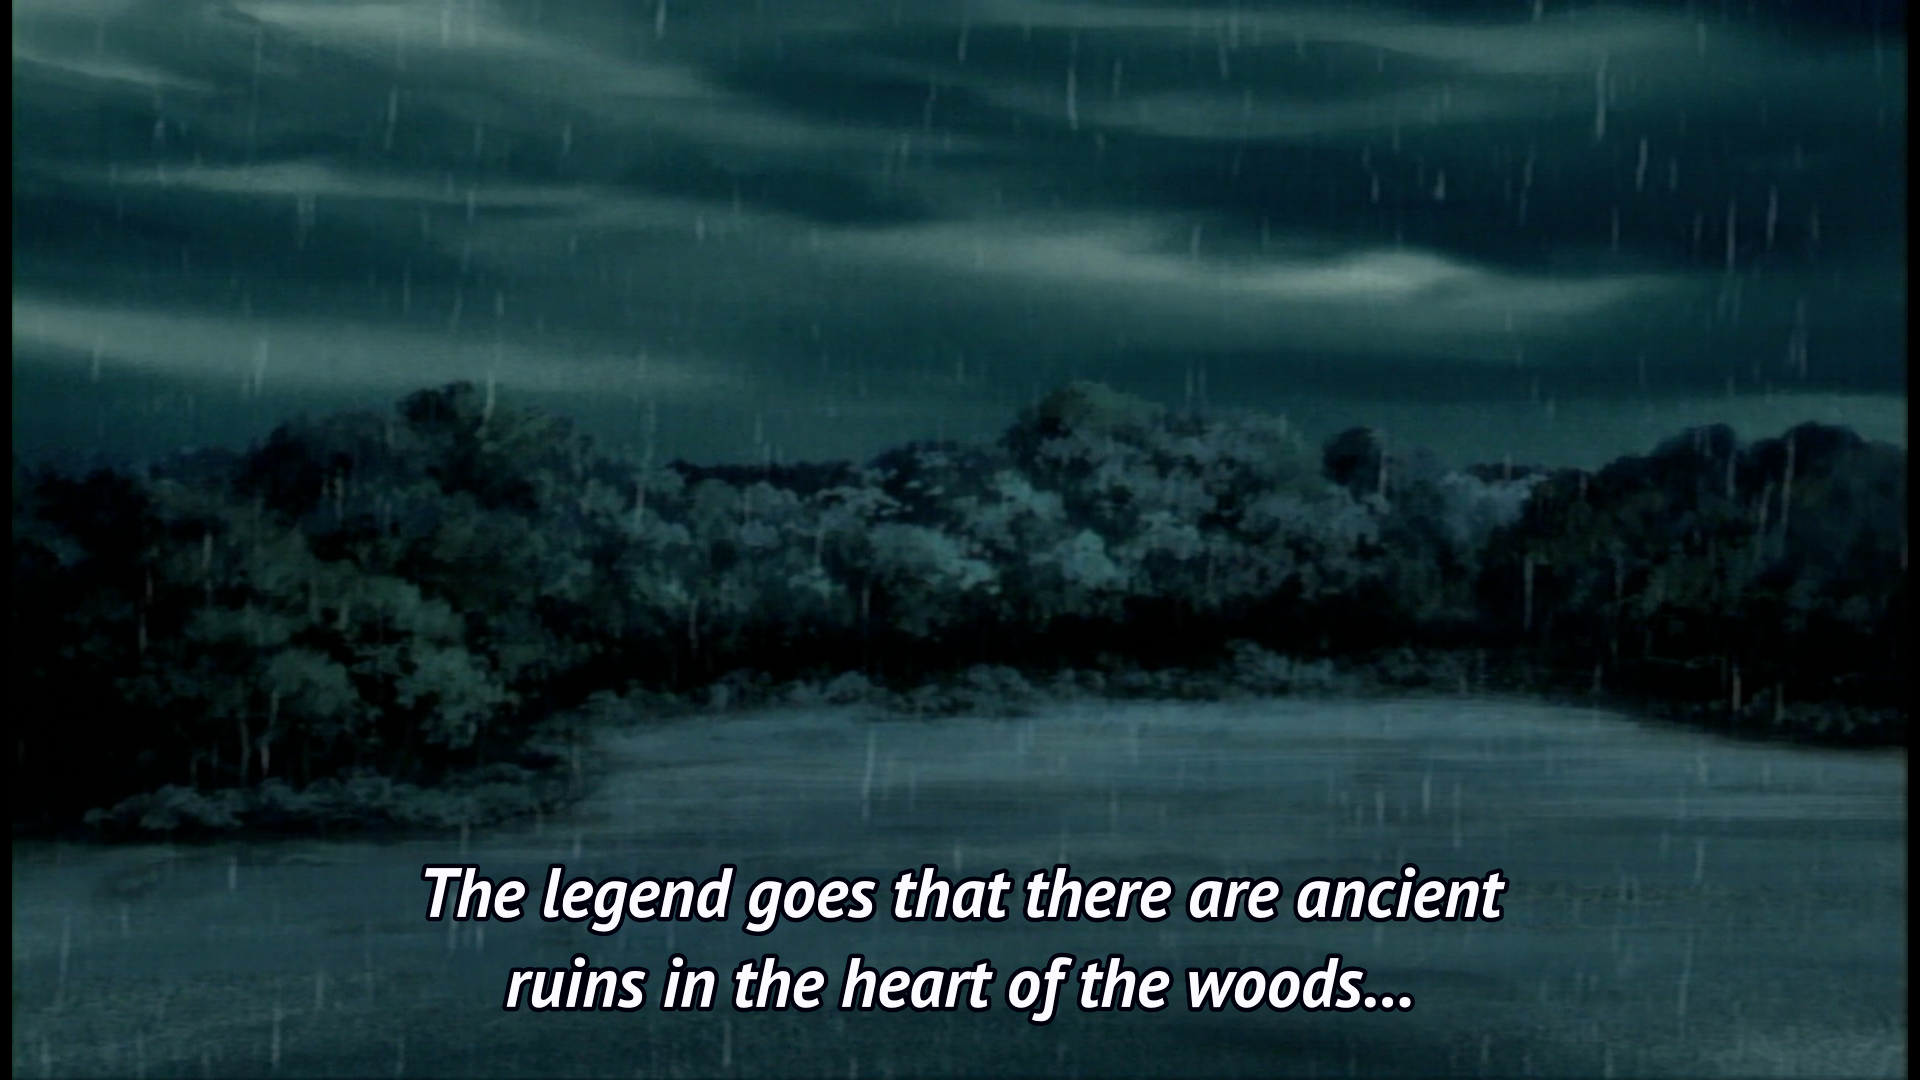 The legend goes that there are ancient
ruins in the heart of the woods...